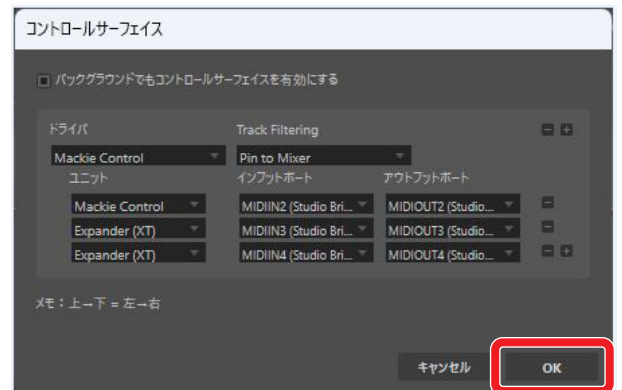 コントロールサーフェイス
バックグラウンドでもコントロールサーフェイスを有効にする
ドライバ Track Filtering
Mackie Control Pin to Mixer
ユニット インプットポート アウトプットポート
Mackie Control MIDIIN2 (Studio Bri... MIDIOUT2 (Studio...
Expander (XT) MIDIIN3 (Studio Bri... MIDIOUT3 (Studio...
Expander (XT) MIDIIN4 (Studio Bri... MIDIOUT4 (Studio...
メモ：上→下 = 左→右
キャンセル OK